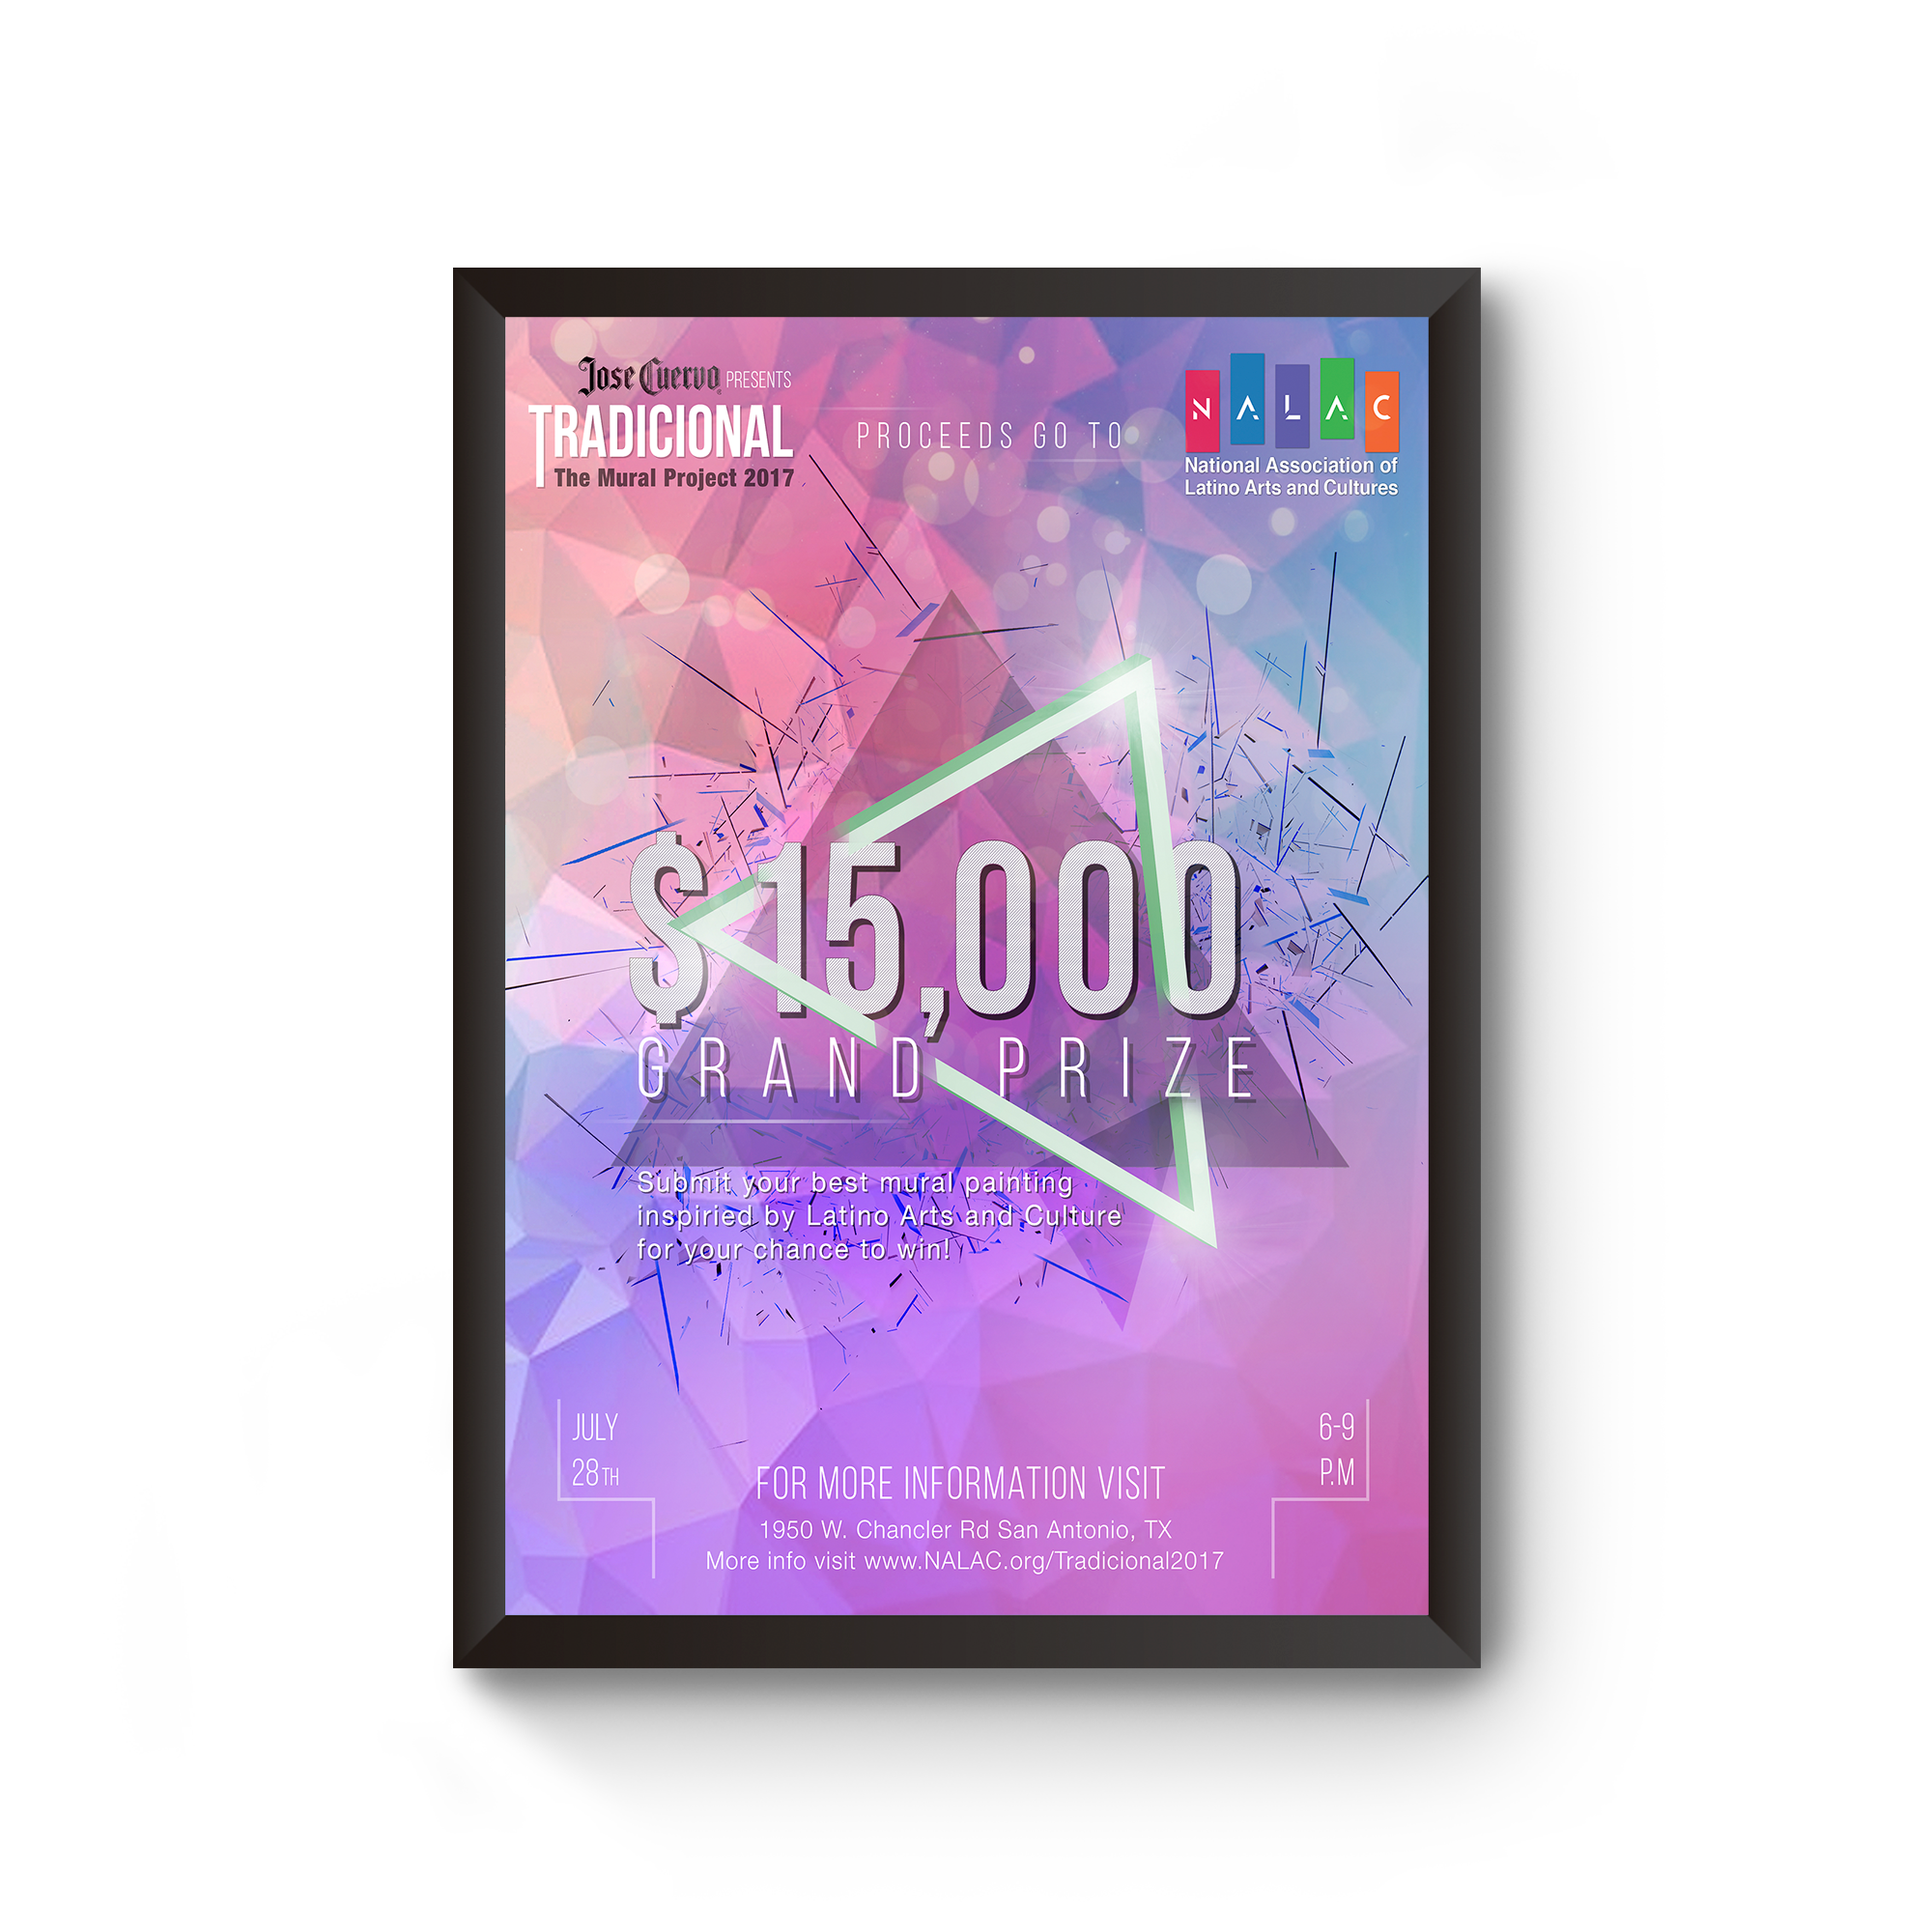 Jose Cuervo PRESENTS
TRADICIONAL
The Mural Project 2017
PROCEEDS GO TO
NALAC
National Association of
Latino Arts and Cultures
$15,000
GRAND PRIZE
Submit your best mural painting
inspiried by Latino Arts and Culture
for your chance to win!
JULY
28TH
6-9
P.M
FOR MORE INFORMATION VISIT
1950 W. Chancler Rd San Antonio, TX
More info visit www.NALAC.org/Tradicional2017